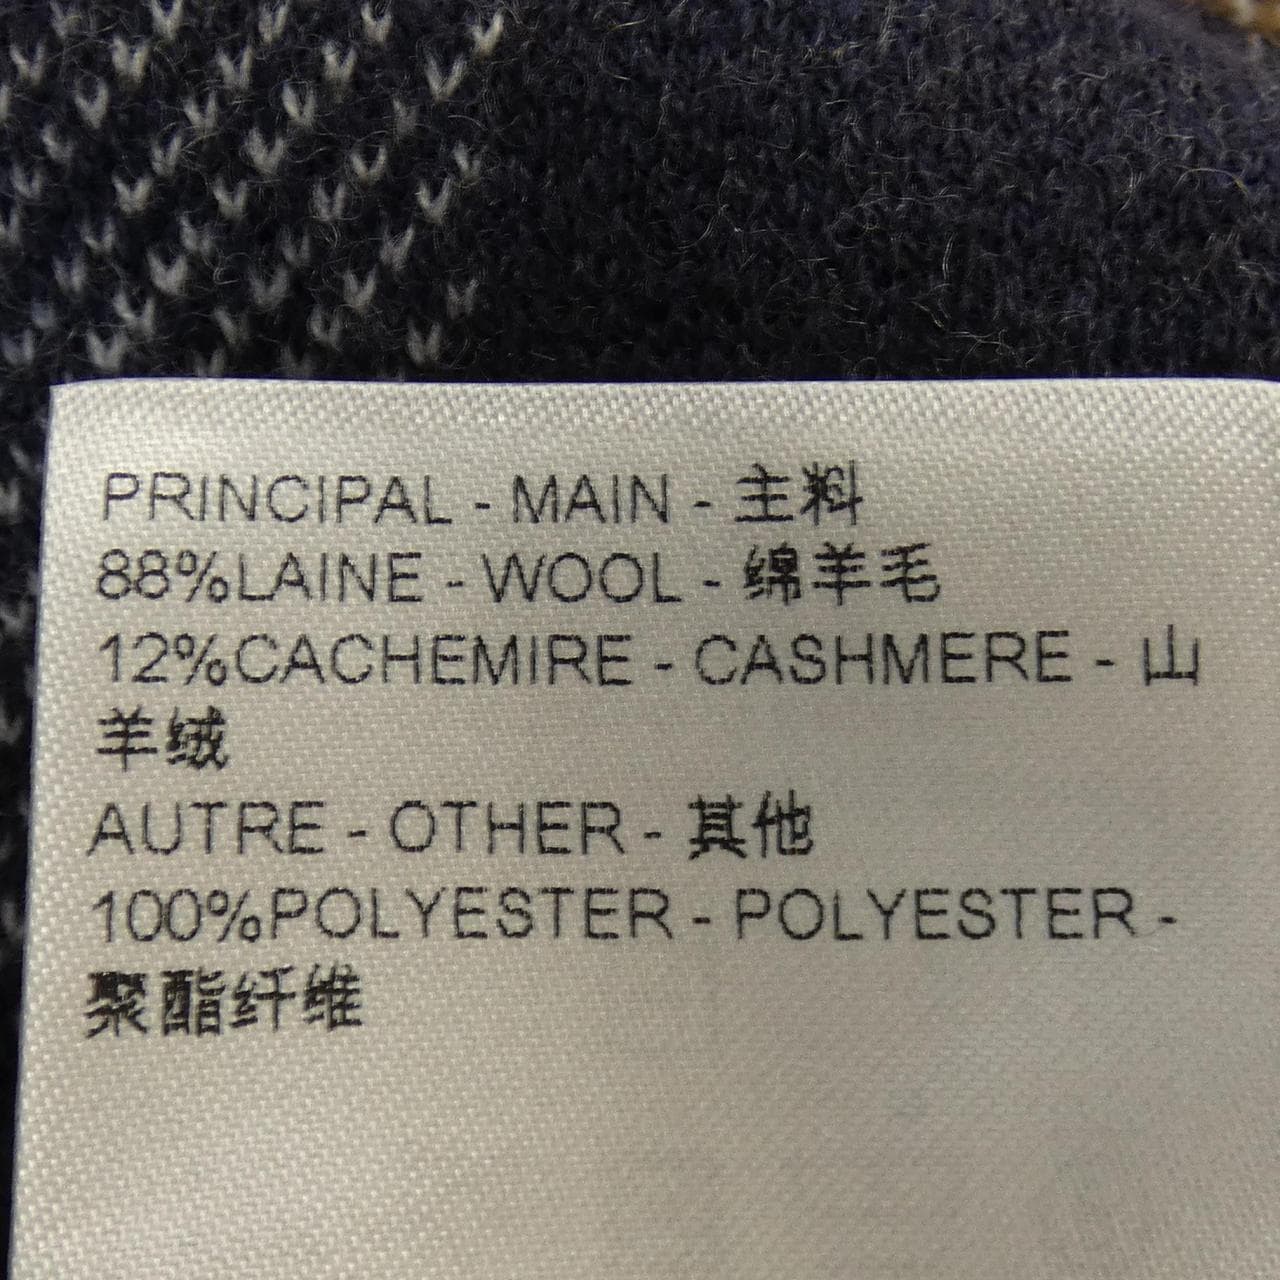 PRINCIPAL - MAIN - 主料
88%LAINE - WOOL - 绵羊毛
12%CACHEMIRE - CASHMERE - 山
羊绒
AUTRE - OTHER - 其他
100%POLYESTER - POLYESTER -
聚酯纤维